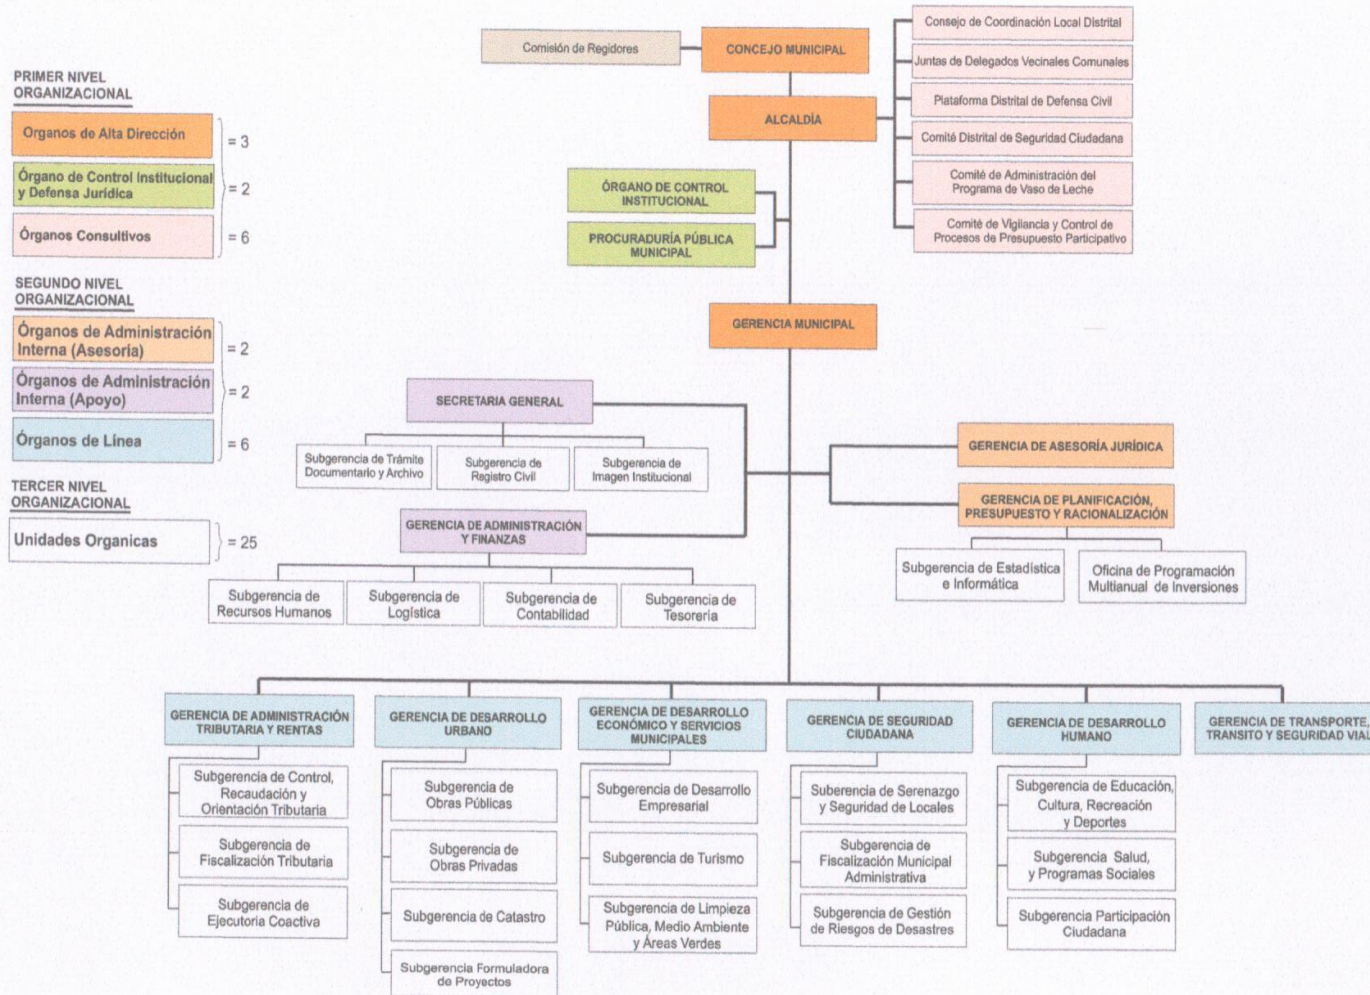 Comisión de Regidores
CONCEJO MUNICIPAL
ALCALDÍA
Consejo de Coordinación Local Distrital
Juntas de Delegados Vecinales Comunales
Plataforma Distrital de Defensa Civil
Comité Distrital de Seguridad Ciudadana
Comité de Administración del
Programa de Vaso de Leche
Comité de Vigilancia y Control de
Procesos de Presupuesto Participativo
PRIMER NIVEL
ORGANIZACIONAL
Organos de Alta Dirección
= 3
Órgano de Control Institucional
y Defensa Jurídica
= 2
Órganos Consultivos
= 6
SEGUNDO NIVEL
ORGANIZACIONAL
Órganos de Administración
Interna (Asesoria)
= 2
Órganos de Administración
Interna (Apoyo)
= 2
Órganos de Línea
= 6
TERCER NIVEL
ORGANIZACIONAL
Unidades Organicas
= 25
ÓRGANO DE CONTROL
INSTITUCIONAL
PROCURADURÍA PÚBLICA
MUNICIPAL
GERENCIA MUNICIPAL
SECRETARIA GENERAL
Subgerencia de Trámite
Documentario y Archivo
Subgerencia de
Registro Civil
Subgerencia de
Imagen Institucional
GERENCIA DE ADMINISTRACIÓN
Y FINANZAS
Subgerencia de
Recursos Humanos
Subgerencia de
Logística
Subgerencia de
Contabilidad
Subgerencia de
Tesorería
GERENCIA DE ASESORÍA JURÍDICA
GERENCIA DE PLANIFICACIÓN,
PRESUPUESTO Y RACIONALIZACIÓN
Subgerencia de Estadística
e Informática
Oficina de Programación
Multianual de Inversiones
GERENCIA DE ADMINISTRACIÓN
TRIBUTARIA Y RENTAS
Subgerencia de Control,
Recaudación y
Orientación Tributaria
Subgerencia de
Fiscalización Tributaria
Subgerencia de
Ejecutoria Coactiva
GERENCIA DE DESARROLLO
URBANO
Subgerencia de
Obras Públicas
Subgerencia de
Obras Privadas
Subgerencia de Catastro
Subgerencia Formuladora
de Proyectos
GERENCIA DE DESARROLLO
ECONÓMICO Y SERVICIOS
MUNICIPALES
Subgerencia de Desarrollo
Empresarial
Subgerencia de Turismo
Subgerencia de Limpieza
Pública, Medio Ambiente
y Áreas Verdes
GERENCIA DE SEGURIDAD
CIUDADANA
Suberencia de Serenazgo
y Seguridad de Locales
Subgerencia de
Fiscalización Municipal
Administrativa
Subgerencia de Gestión
de Riesgos de Desastres
GERENCIA DE DESARROLLO
HUMANO
Subgerencia de Educación,
Cultura, Recreación
y Deportes
Subgerencia Salud,
y Programas Sociales
Subgerencia Participación
Ciudadana
GERENCIA DE TRANSPORTE,
TRANSITO Y SEGURIDAD VIAL